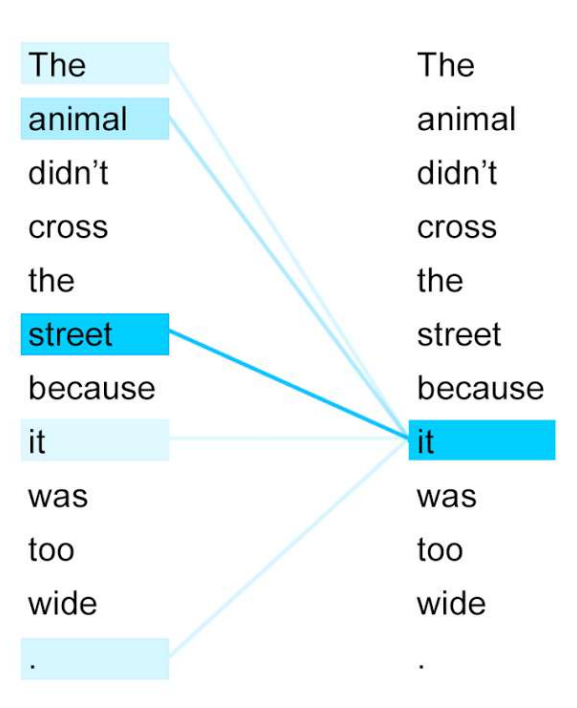 The The
animal animal
didn’t didn’t
cross cross
the the
street street
because because
it it
was was
too too
wide wide
. .